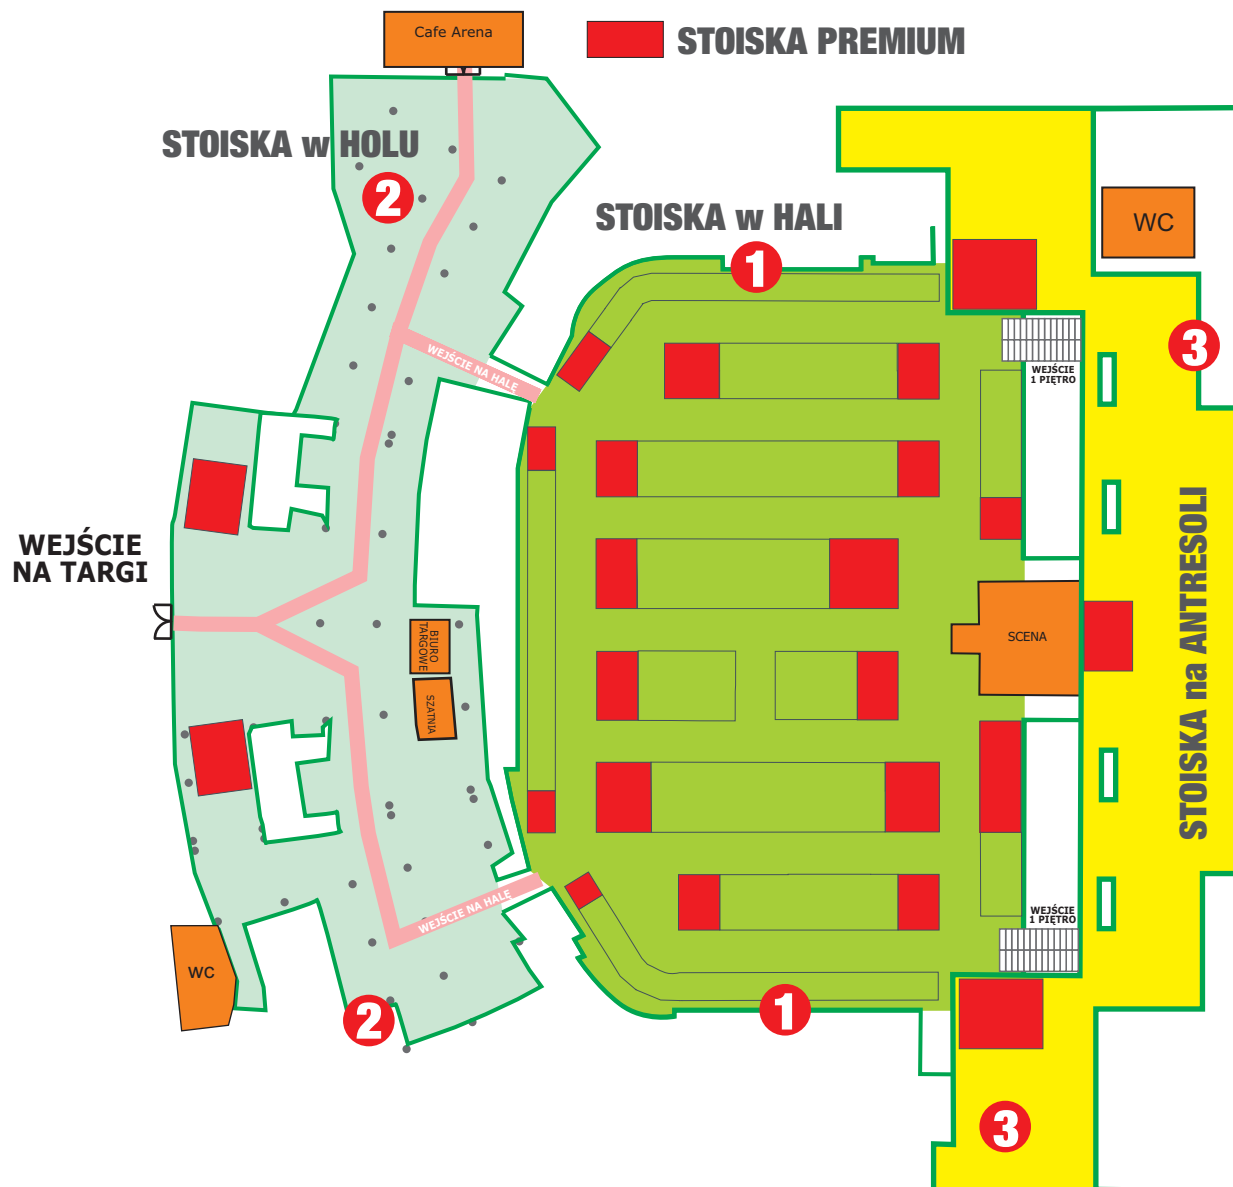 Cafe Arena
STOISKA PREMIUM
STOISKA w HOLU
2
STOISKA w HALI
1
WC
3
WEJŚCIE NA HALĘ
WEJŚCIE
1 PIĘTRO
WEJŚCIE
NA TARGI
STOISKA na ANTRESOLI
BIURO
TARGOWE
SZATNIA
SCENA
WEJŚCIE NA HALĘ
WEJŚCIE
1 PIĘTRO
WC
2
1
3